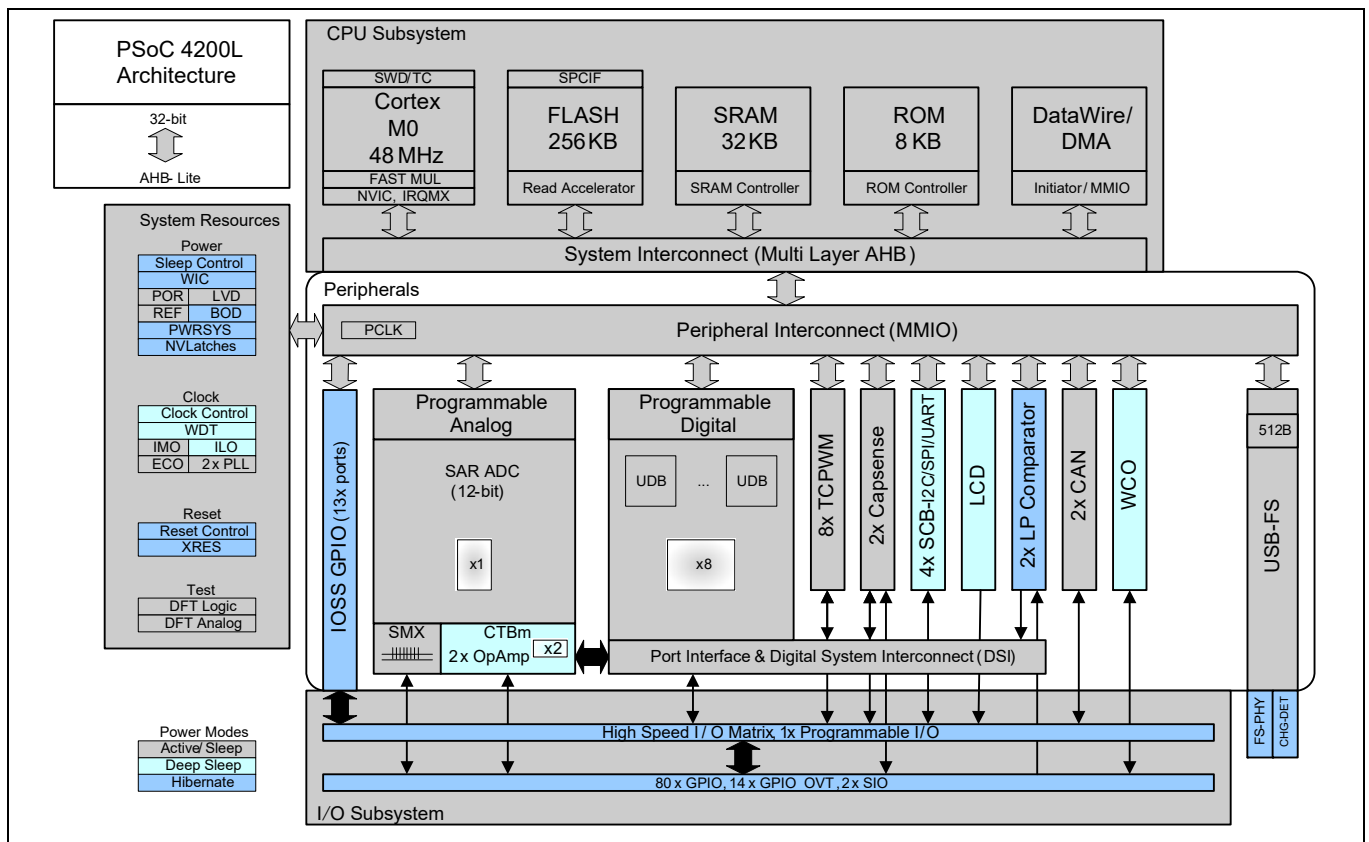 PSoC 4200L
Architecture
32-bit
AHB- Lite
CPU Subsystem
SWD/TC
Cortex
M0
48 MHz
FAST MUL
NVIC, IRQMX
SPCIF
FLASH
256 KB
Read Accelerator
SRAM
32 KB
SRAM Controller
ROM
8 KB
ROM Controller
DataWire/
DMA
Initiator / MMIO
System Interconnect (Multi Layer AHB)
System Resources
Power
Sleep Control
WIC
POR LVD
REF BOD
PWRSYS
NVLatches
Clock
Clock Control
WDT
IMO ILO
ECO 2x PLL
Reset
Reset Control
XRES
Test
DFT Logic
DFT Analog
Peripherals
PCLK
Peripheral Interconnect (MMIO)
IOSS GPIO (13x ports)
Programmable
Analog
SAR ADC
(12-bit)
x1
SMX
CTBm
2x OpAmp
x2
Programmable
Digital
UDB ... UDB
x8
Port Interface & Digital System Interconnect (DSI)
8x TCPWM
2x Capsense
4x SCB-I2C/SPI/UART
LCD
2x LP Comparator
2x CAN
WCO
512B
USB-FS
FS-PHY
CHG-DET
Power Modes
Active/ Sleep
Deep Sleep
Hibernate
High Speed I / O Matrix, 1x Programmable I/O
80 x GPIO, 14 x GPIO_OVT, 2 x SIO
I/O Subsystem